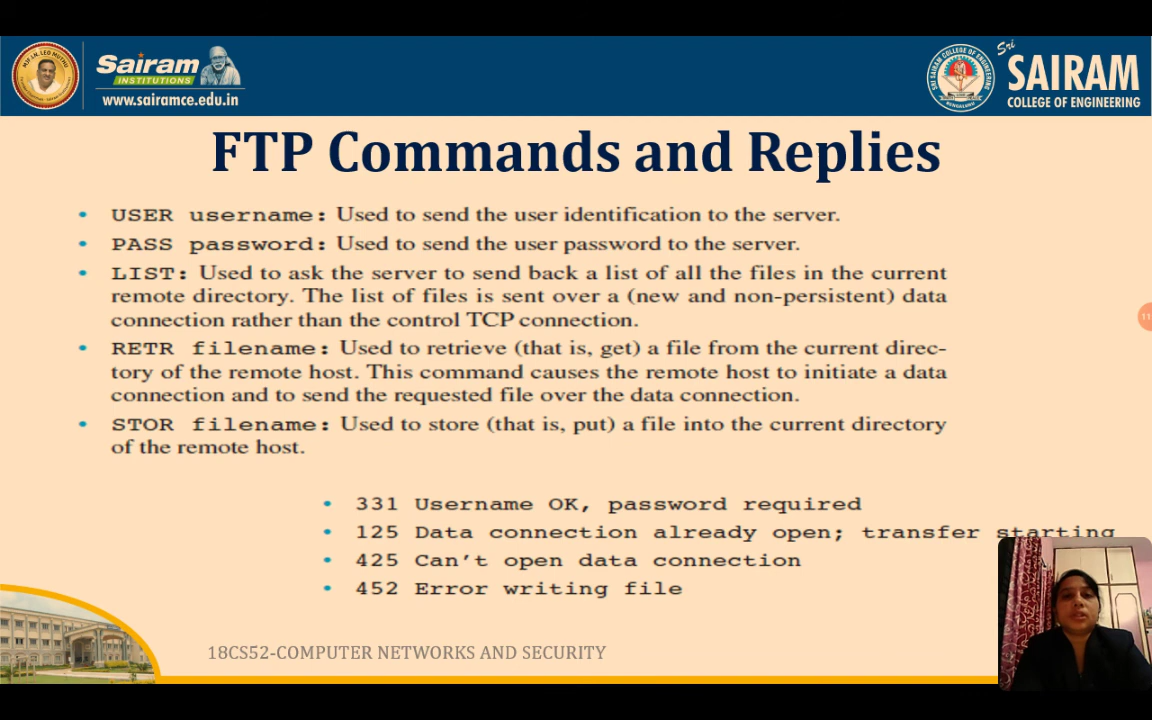 Sairam
INSTITUTIONS
www.sairamce.edu.in
Sri
SAIRAM
COLLEGE OF ENGINEERING
FTP Commands and Replies
• USER username: Used to send the user identification to the server.
• PASS password: Used to send the user password to the server.
• LIST: Used to ask the server to send back a list of all the files in the current
remote directory. The list of files is sent over a (new and non-persistent) data
connection rather than the control TCP connection.
• RETR filename: Used to retrieve (that is, get) a file from the current direc-
tory of the remote host. This command causes the remote host to initiate a data
connection and to send the requested file over the data connection.
• STOR filename: Used to store (that is, put) a file into the current directory
of the remote host.
• 331 Username OK, password required
• 125 Data connection already open; transfer starting
• 425 Can't open data connection
• 452 Error writing file
11
18CS52-COMPUTER NETWORKS AND SECURITY